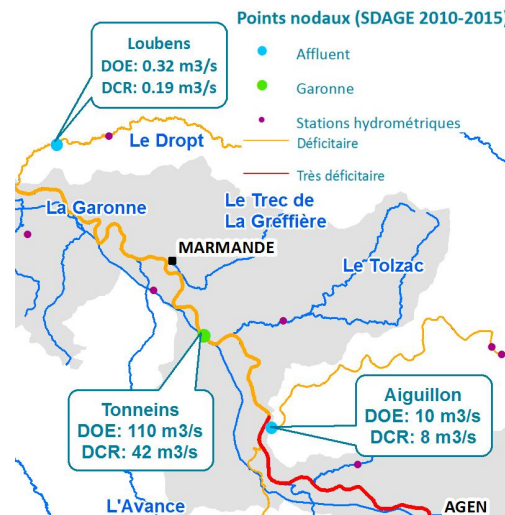 Points nodaux (SDAGE 2010-2015)
Affluent
Garonne
Stations hydrométriques
Déficitaire
Très déficitaire
Loubens
DOE: 0.32 m3/s
DCR: 0.19 m3/s
Le Dropt
La Garonne
Le Trec de
La Greffière
MARMANDE
Le Tolzac
Tonneins
DOE: 110 m3/s
DCR: 42 m3/s
Aiguillon
DOE: 10 m3/s
DCR: 8 m3/s
L'Avance
AGEN